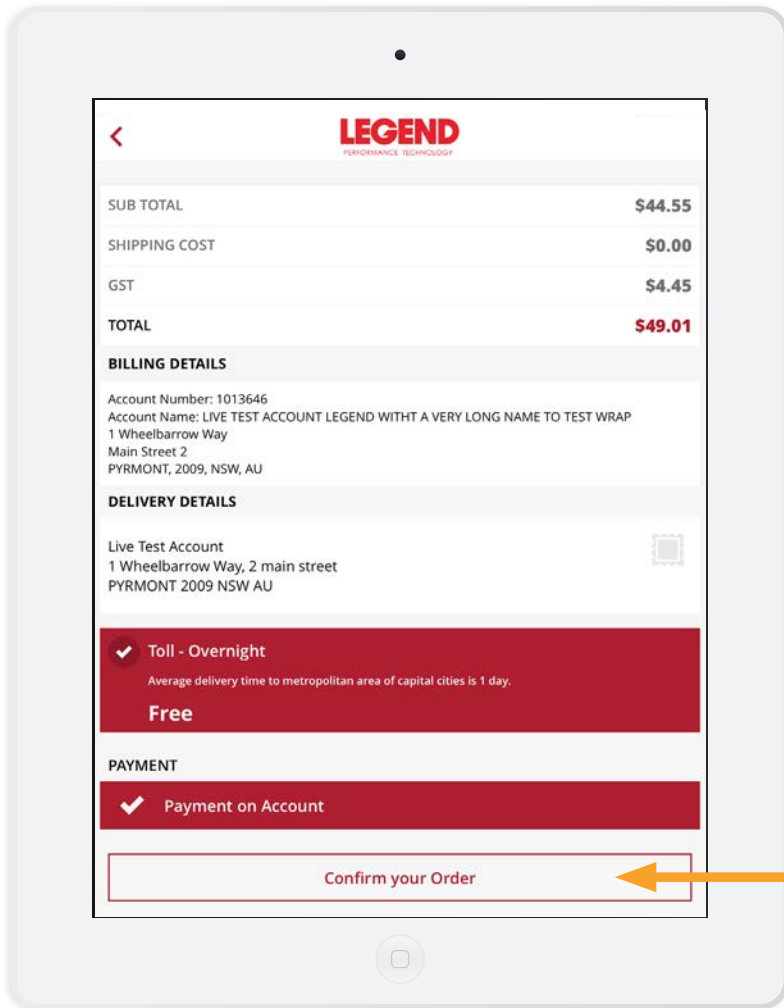 LEGEND
PERFORMANCE TECHNOLOGY
SUB TOTAL $44.55
SHIPPING COST $0.00
GST $4.45
TOTAL $49.01
BILLING DETAILS
Account Number: 1013646
Account Name: LIVE TEST ACCOUNT LEGEND WITHT A VERY LONG NAME TO TEST WRAP
1 Wheelbarrow Way
Main Street 2
PYRMONT, 2009, NSW, AU
DELIVERY DETAILS
Live Test Account
1 Wheelbarrow Way, 2 main street
PYRMONT 2009 NSW AU
Toll - Overnight
Average delivery time to metropolitan area of capital cities is 1 day.
Free
PAYMENT
Payment on Account
Confirm your Order